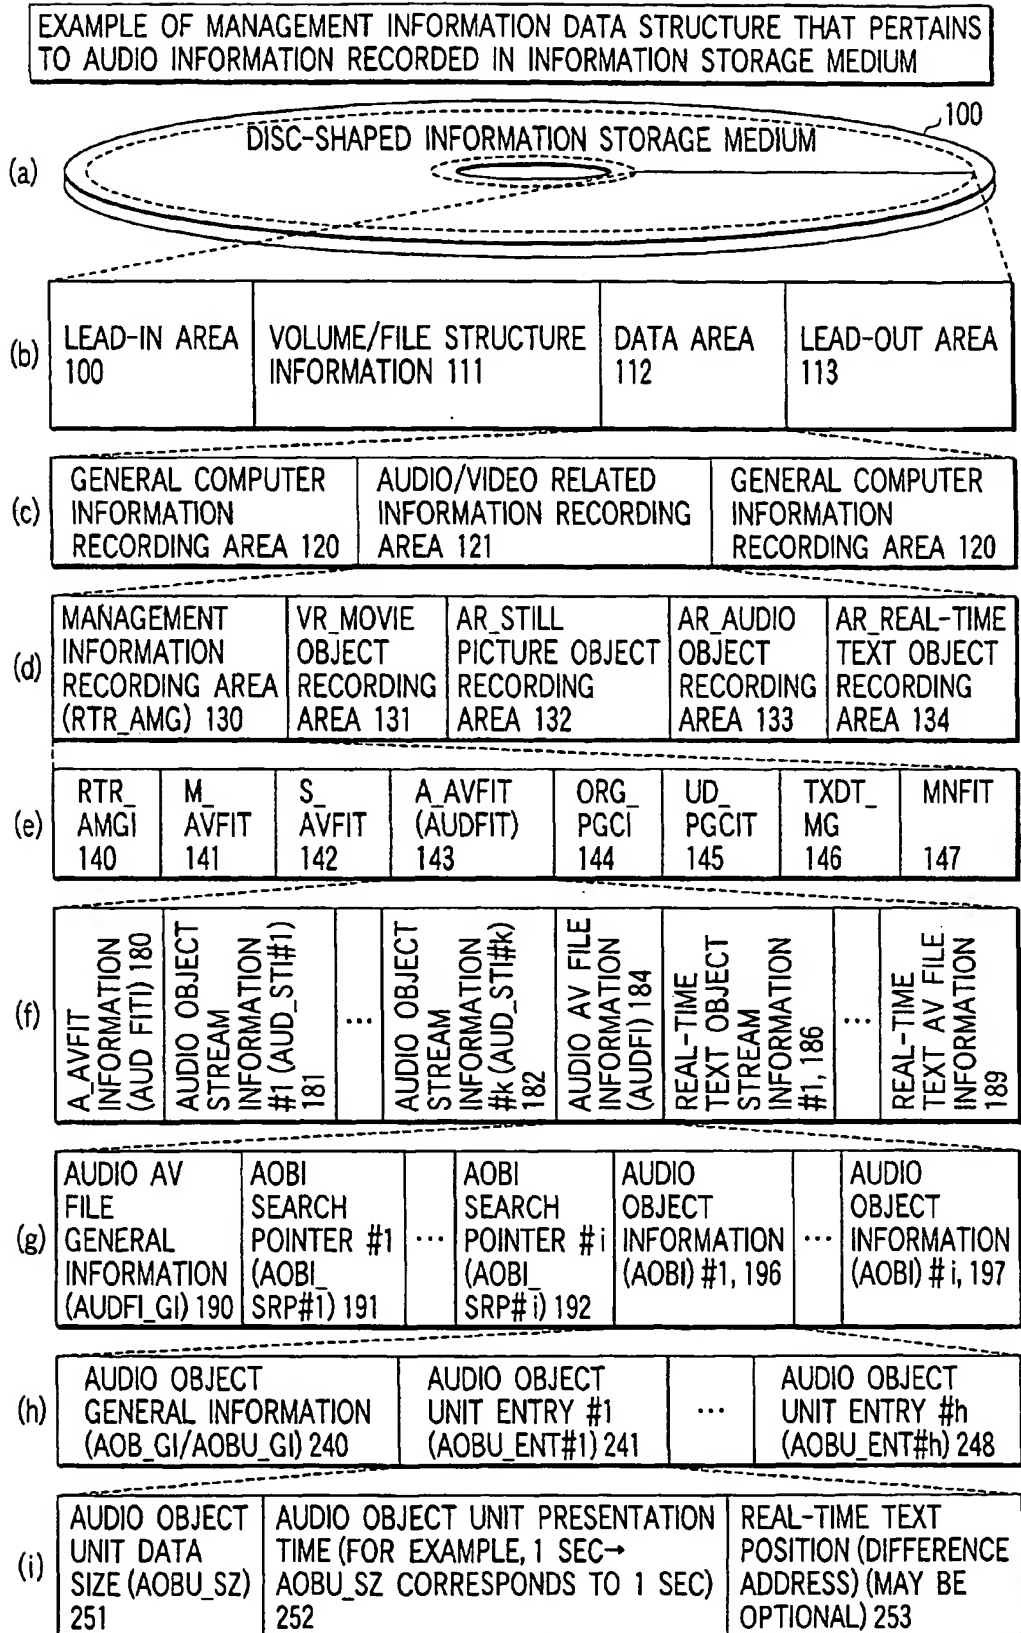 EXAMPLE OF MANAGEMENT INFORMATION DATA STRUCTURE THAT PERTAINS
TO AUDIO INFORMATION RECORDED IN INFORMATION STORAGE MEDIUM
100
DISC-SHAPED INFORMATION STORAGE MEDIUM
(a)
(b)
LEAD-IN AREA
100
VOLUME/FILE STRUCTURE
INFORMATION 111
DATA AREA
112
LEAD-OUT AREA
113
(c)
GENERAL COMPUTER
INFORMATION
RECORDING AREA 120
AUDIO/VIDEO RELATED
INFORMATION RECORDING
AREA 121
GENERAL COMPUTER
INFORMATION
RECORDING AREA 120
(d)
MANAGEMENT
INFORMATION
RECORDING AREA
(RTR_AMG) 130
VR_MOVIE
OBJECT
RECORDING
AREA 131
AR_STILL
PICTURE OBJECT
RECORDING
AREA 132
AR_AUDIO
OBJECT
RECORDING
AREA 133
AR_REAL-TIME
TEXT OBJECT
RECORDING
AREA 134
(e)
RTR_
AMGI
140
M_
AVFIT
141
S_
AVFIT
142
A_AVFIT
(AUDFIT)
143
ORG_
PGCI
144
UD_
PGCIT
145
TXDT_
MG
146
MNFIT
147
(f)
A_AVFIT
INFORMATION
(AUD FITI) 180
AUDIO OBJECT
STREAM
INFORMATION
#1 (AUD_STI#1)
181
...
AUDIO OBJECT
STREAM
INFORMATION
#k (AUD_STI#k)
182
AUDIO AV FILE
INFORMATION
(AUDFI) 184
REAL-TIME
TEXT OBJECT
STREAM
INFORMATION
#1, 186
...
REAL-TIME
TEXT AV FILE
INFORMATION
189
(g)
AUDIO AV
FILE
GENERAL
INFORMATION
(AUDFI_GI) 190
AOBI
SEARCH
POINTER #1
(AOBI_
SRP#1) 191
...
AOBI
SEARCH
POINTER #i
(AOBI_
SRP#i) 192
AUDIO
OBJECT
INFORMATION
(AOBI) #1, 196
...
AUDIO
OBJECT
INFORMATION
(AOBI) #i, 197
(h)
AUDIO OBJECT
GENERAL INFORMATION
(AOB_GI/AOBU_GI) 240
AUDIO OBJECT
UNIT ENTRY #1
(AOBU_ENT#1) 241
...
AUDIO OBJECT
UNIT ENTRY #h
(AOBU_ENT#h) 248
(i)
AUDIO OBJECT
UNIT DATA
SIZE (AOBU_SZ)
251
AUDIO OBJECT UNIT PRESENTATION
TIME (FOR EXAMPLE, 1 SEC→
AOBU_SZ CORRESPONDS TO 1 SEC)
252
REAL-TIME TEXT
POSITION (DIFFERENCE
ADDRESS) (MAY BE
OPTIONAL) 253